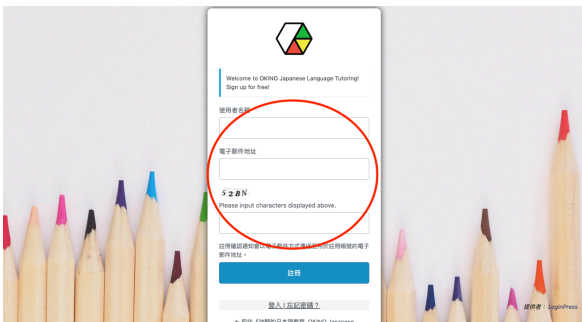 Welcome to OKINO Japanese Language Tutoring!
Sign up for free!
使用者名稱
電子郵件地址
52BN
Please input characters displayed above.
註冊確認通知會以電子郵件方式傳送至用於註冊帳號的電子
郵件地址。
註冊
登入 | 忘記密碼？
OKINO Japanese
提供者： LoginPress